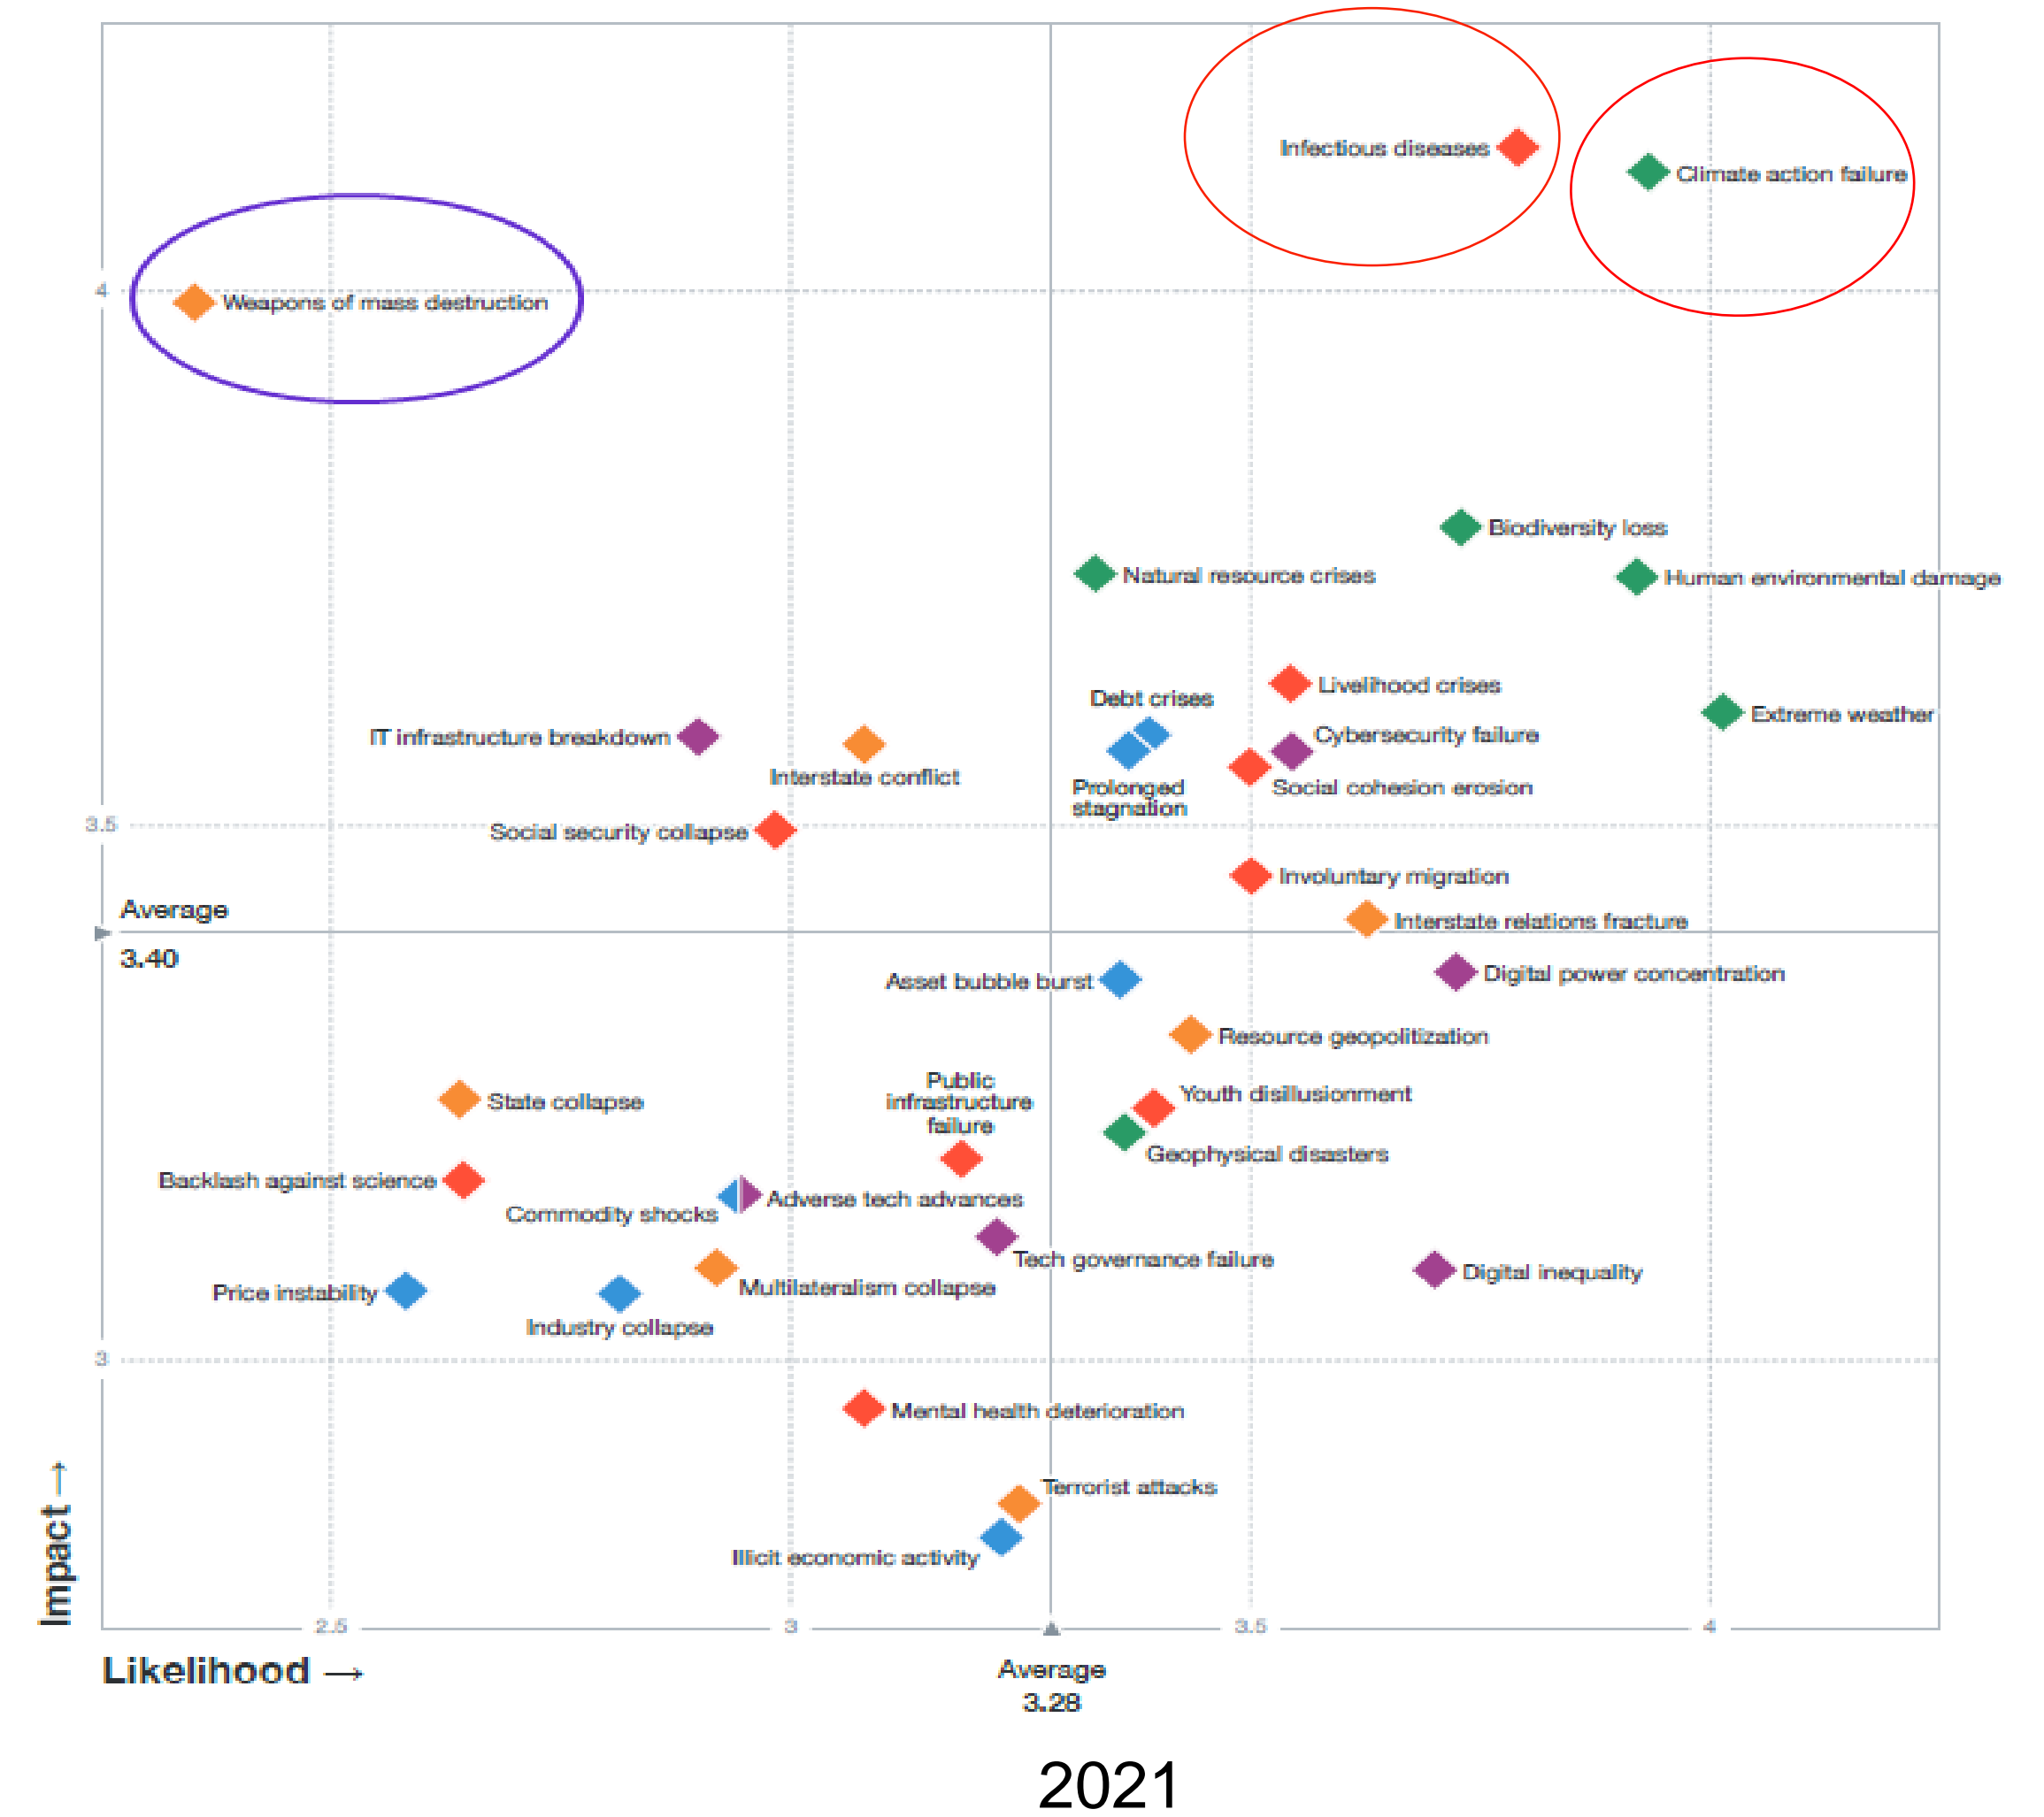 Infectious diseases
Climate action failure
4
Weapons of mass destruction
Biodiversity loss
Natural resource crises
Human environmental damage
Livelihood crises
Debt crises
Extreme weather
IT infrastructure breakdown
Cybersecurity failure
Interstate conflict
Prolonged
stagnation
Social cohesion erosion
3.5
Social security collapse
Involuntary migration
Average
Interstate relations fracture
3.40
Digital power concentration
Asset bubble burst
Resource geopolitization
Public
infrastructure
failure
Youth disillusionment
State collapse
Geophysical disasters
Backlash against science
Adverse tech advances
Commodity shocks
Tech governance failure
Digital inequality
Multilateralism collapse
Price instability
Industry collapse
3
Mental health deterioration
Terrorist attacks
Illicit economic activity
Impact →
2.5
3
3.5
4
Likelihood →
Average
3.28
2021